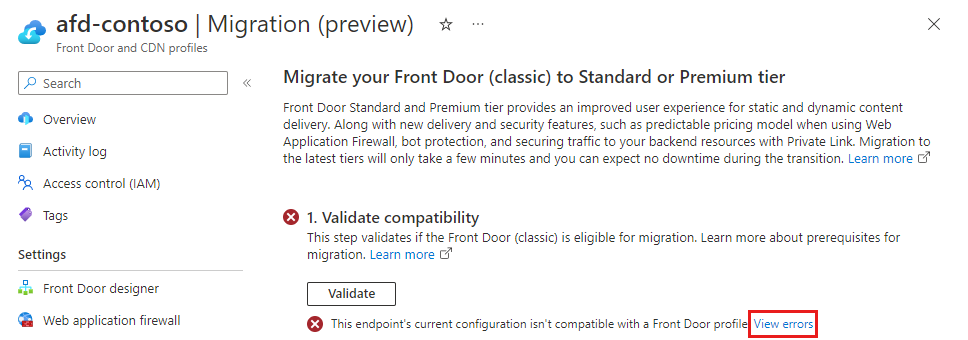 afd-contoso | Migration (preview)
Front Door and CDN profiles
Search
Overview
Activity log
Access control (IAM)
Tags
Settings
Front Door designer
Web application firewall
Migrate your Front Door (classic) to Standard or Premium tier
Front Door Standard and Premium tier provides an improved user experience for static and dynamic content
delivery. Along with new delivery and security features, such as predictable pricing model when using Web
Application Firewall, bot protection, and securing traffic to your backend resources with Private Link. Migration to
the latest tiers will only take a few minutes and you can expect no downtime during the transition. Learn more
1. Validate compatibility
This step validates if the Front Door (classic) is eligible for migration. Learn more about prerequisites for
migration. Learn more
Validate
This endpoint's current configuration isn't compatible with a Front Door profile View errors